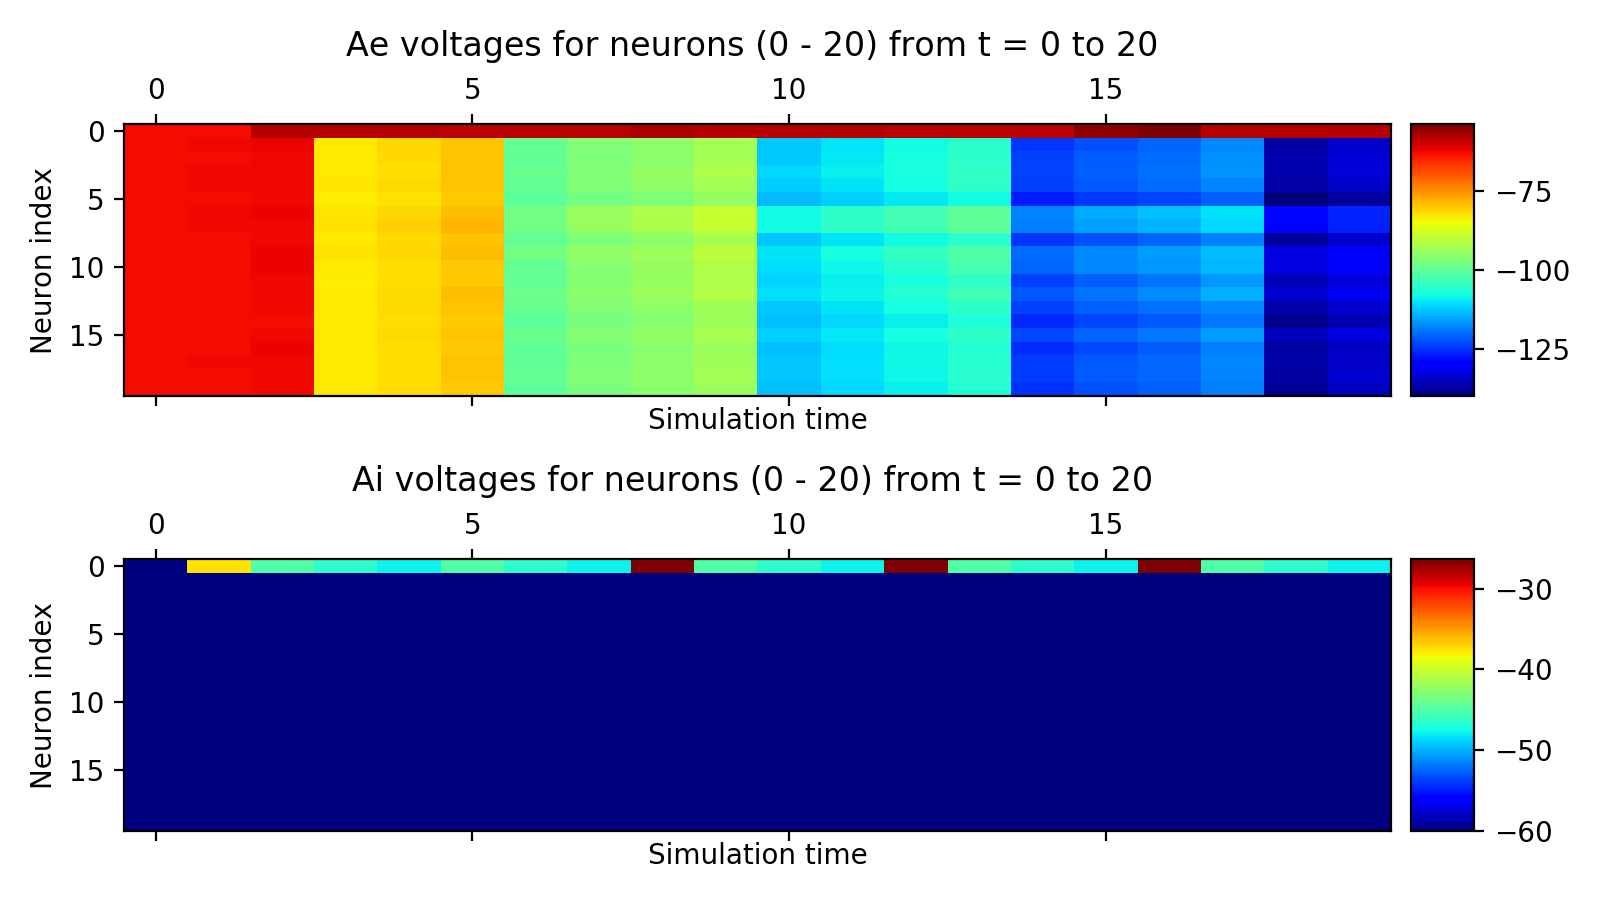 Ae voltages for neurons (0 - 20) from t = 0 to 20
0 5 10 15
Neuron index
0
5
10
15
−75
−100
−125
Simulation time
Ai voltages for neurons (0 - 20) from t = 0 to 20
0 5 10 15
Neuron index
0
5
10
15
−30
−40
−50
−60
Simulation time